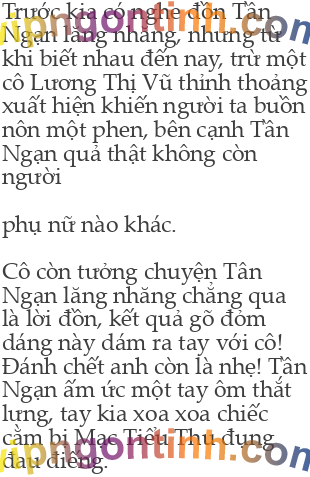 Trước kia có nghe đồn Tần
Ngạn lăng nhăng, nhưng từ
khi biết nhau đến nay, trừ một
cô Lương Thị Vũ thỉnh thoảng
xuất hiện khiến người ta buồn
nôn một phen, bên cạnh Tần
Ngạn quả thật không còn
người
phụ nữ nào khác.
Cô còn tưởng chuyện Tần
Ngạn lăng nhăng chẳng qua
là lời đồn, kết quả gõ đỏm
dáng này dám ra tay với cô!
Đánh chết anh còn là nhẹ! Tần
Ngạn ấm ức một tay ôm thắt
lưng, tay kia xoa xoa chiếc
cằm bị Mạc Tiểu Thu đụng
đau điếng.
vipngontinh.com
vipngontinh.com